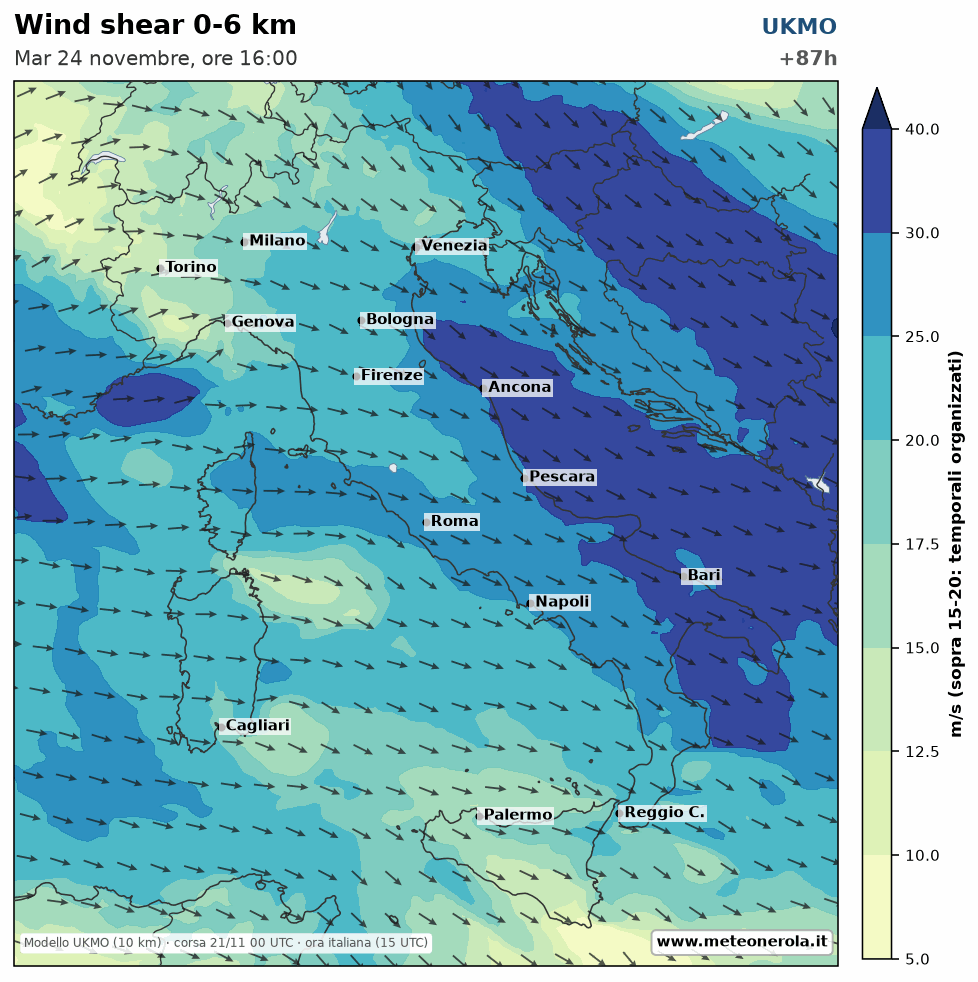 Wind shear 0-6 km
UKMO
Mar 24 novembre, ore 16:00
+87h
40.0
30.0
25.0
20.0
17.5
15.0
12.5
10.0
5.0
m/s (sopra 15-20: temporali organizzati)
Milano
Venezia
Torino
Genova
Bologna
Firenze
Ancona
Pescara
Roma
Bari
Napoli
Cagliari
Palermo
Reggio C.
Modello UKMO (10 km) · corsa 21/11 00 UTC · ora italiana (15 UTC)
www.meteonerola.it